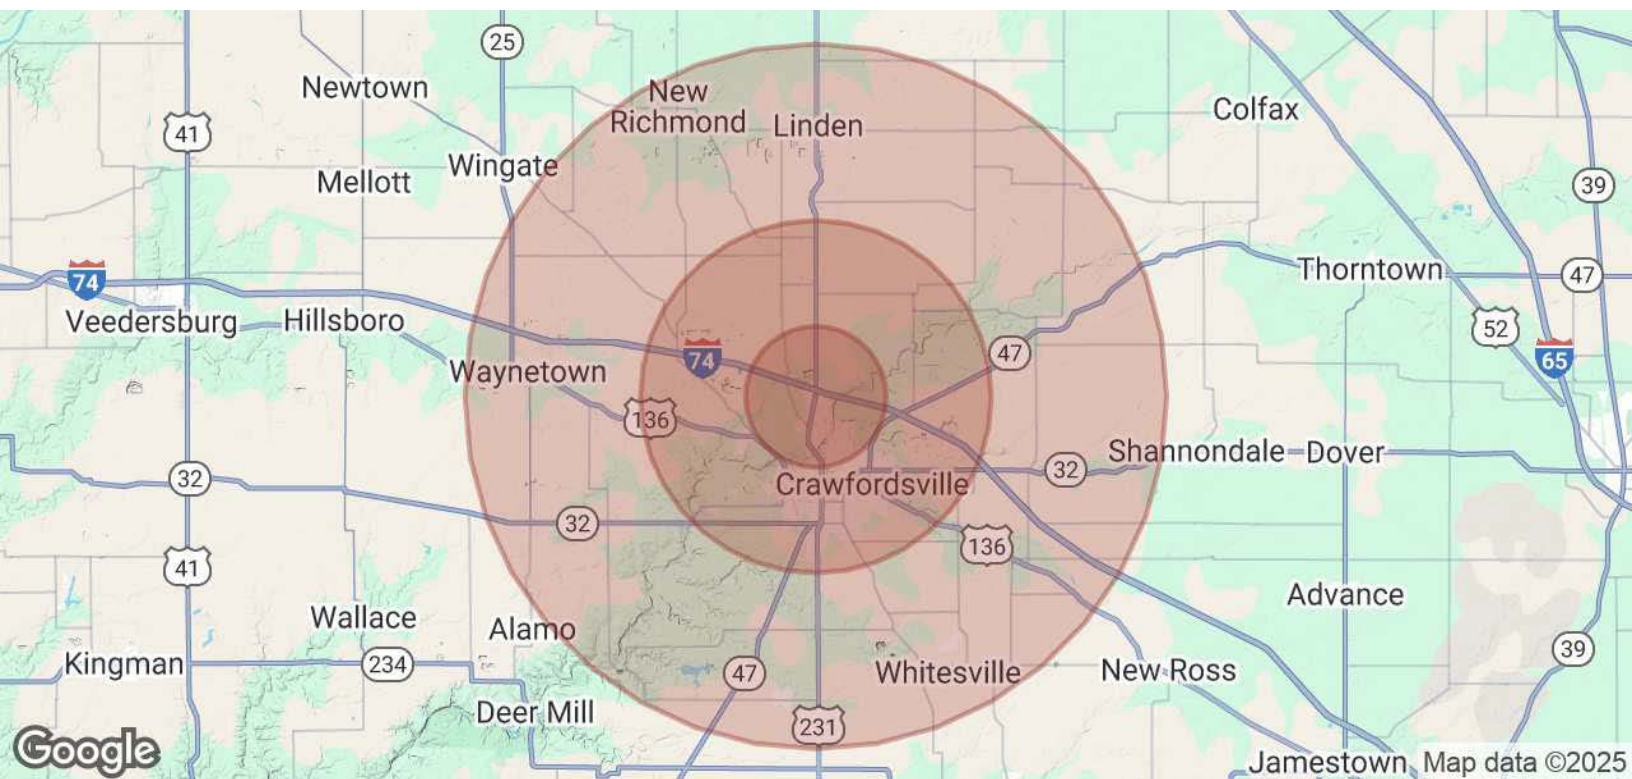 25
New
Richmond
Newtown
Colfax
41
Linden
Wingate
Mellott
39
74
Thorntown
47
Veedersburg
Hillsboro
52
74
47
65
Waynetown
136
Shannondale
Dover
32
32
Crawfordsville
32
136
41
Advance
Wallace
Alamo
39
Kingman
234
47
Whitesville
New Ross
Deer Mill
231
Google
Jamestown
Map data ©2025